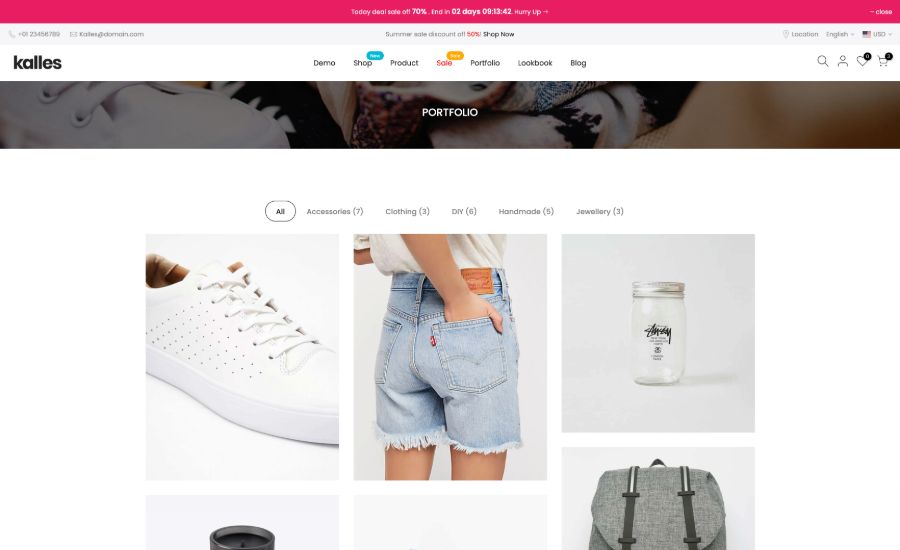 Today deal sale off 70% . End in 02 days 09:13:42. Hurry Up → 
close
+01 23456789 Kalles@domain.com
Summer sale discount off 50%! Shop Now
Location English USD
kalles
Demo Shop New Product Sale Sale Portfolio Lookbook Blog
0 3
PORTFOLIO
All Accessories (7) Clothing (3) DIY (6) Handmade (5) Jewellery (3)
Stussy